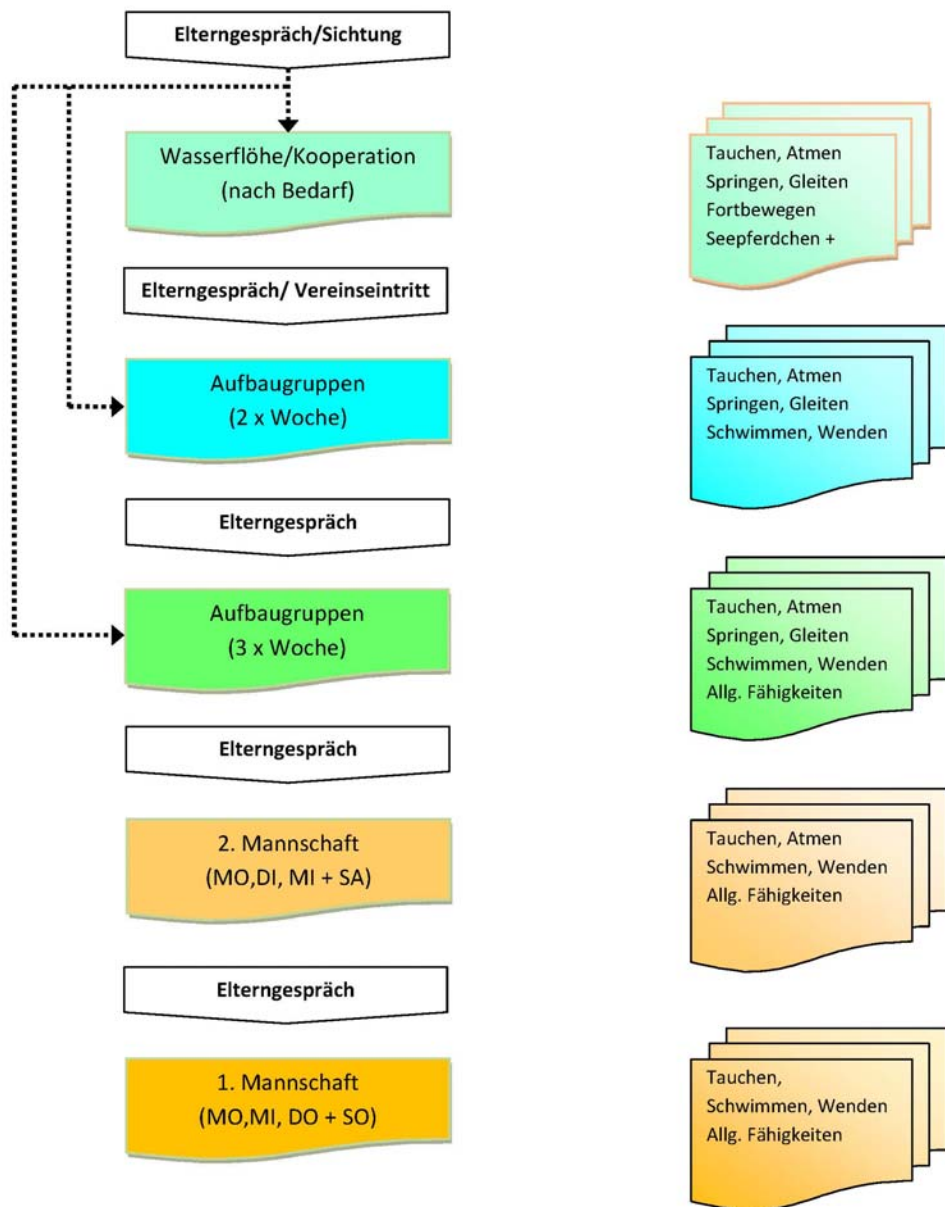 Elterngespräch/Sichtung
Wasserflöhe/Kooperation
(nach Bedarf)
Tauchen, Atmen
Springen, Gleiten
Fortbewegen
Seepferdchen +
Elterngespräch/ Vereinseintritt
Aufbaugruppen
(2 x Woche)
Tauchen, Atmen
Springen, Gleiten
Schwimmen, Wenden
Elterngespräch
Aufbaugruppen
(3 x Woche)
Tauchen, Atmen
Springen, Gleiten
Schwimmen, Wenden
Allg. Fähigkeiten
Elterngespräch
2. Mannschaft
(MO,DI, MI + SA)
Tauchen, Atmen
Schwimmen, Wenden
Allg. Fähigkeiten
Elterngespräch
1. Mannschaft
(MO,MI, DO + SO)
Tauchen,
Schwimmen, Wenden
Allg. Fähigkeiten